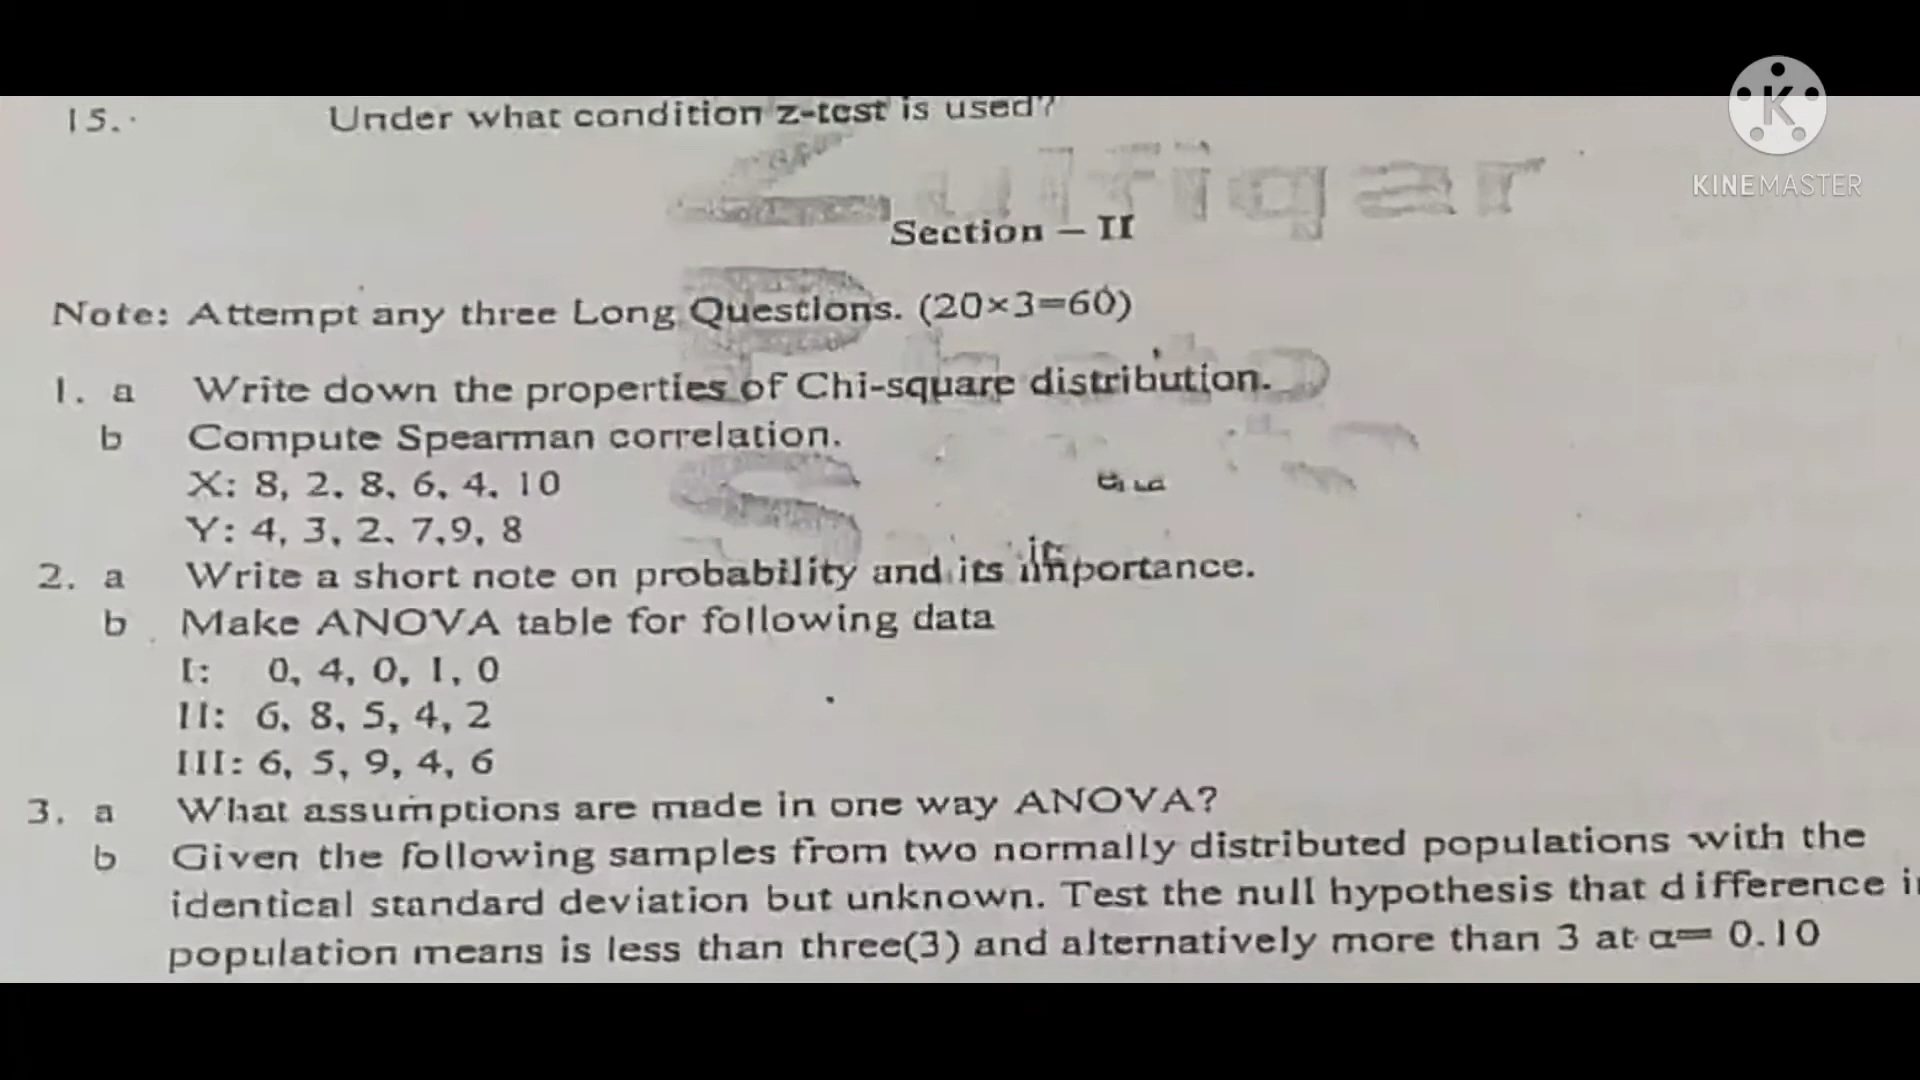 15.
Under what condition z-test is used?
K
KINEMASTER
Zulfiqar
Section – II
Note: Attempt any three Long Questions. (20×3=60)
Photo
1. a Write down the properties of Chi-square distribution.
b Compute Spearman correlation.
X: 8, 2, 8, 6, 4, 10
Y: 4, 3, 2, 7,9, 8
2. a Write a short note on probability and its importance.
b Make ANOVA table for following data
I: 0, 4, 0, 1, 0
II: 6, 8, 5, 4, 2
III: 6, 5, 9, 4, 6
3. a What assumptions are made in one way ANOVA?
b Given the following samples from two normally distributed populations with the
identical standard deviation but unknown. Test the null hypothesis that difference i
population means is less than three(3) and alternatively more than 3 at α= 0.10